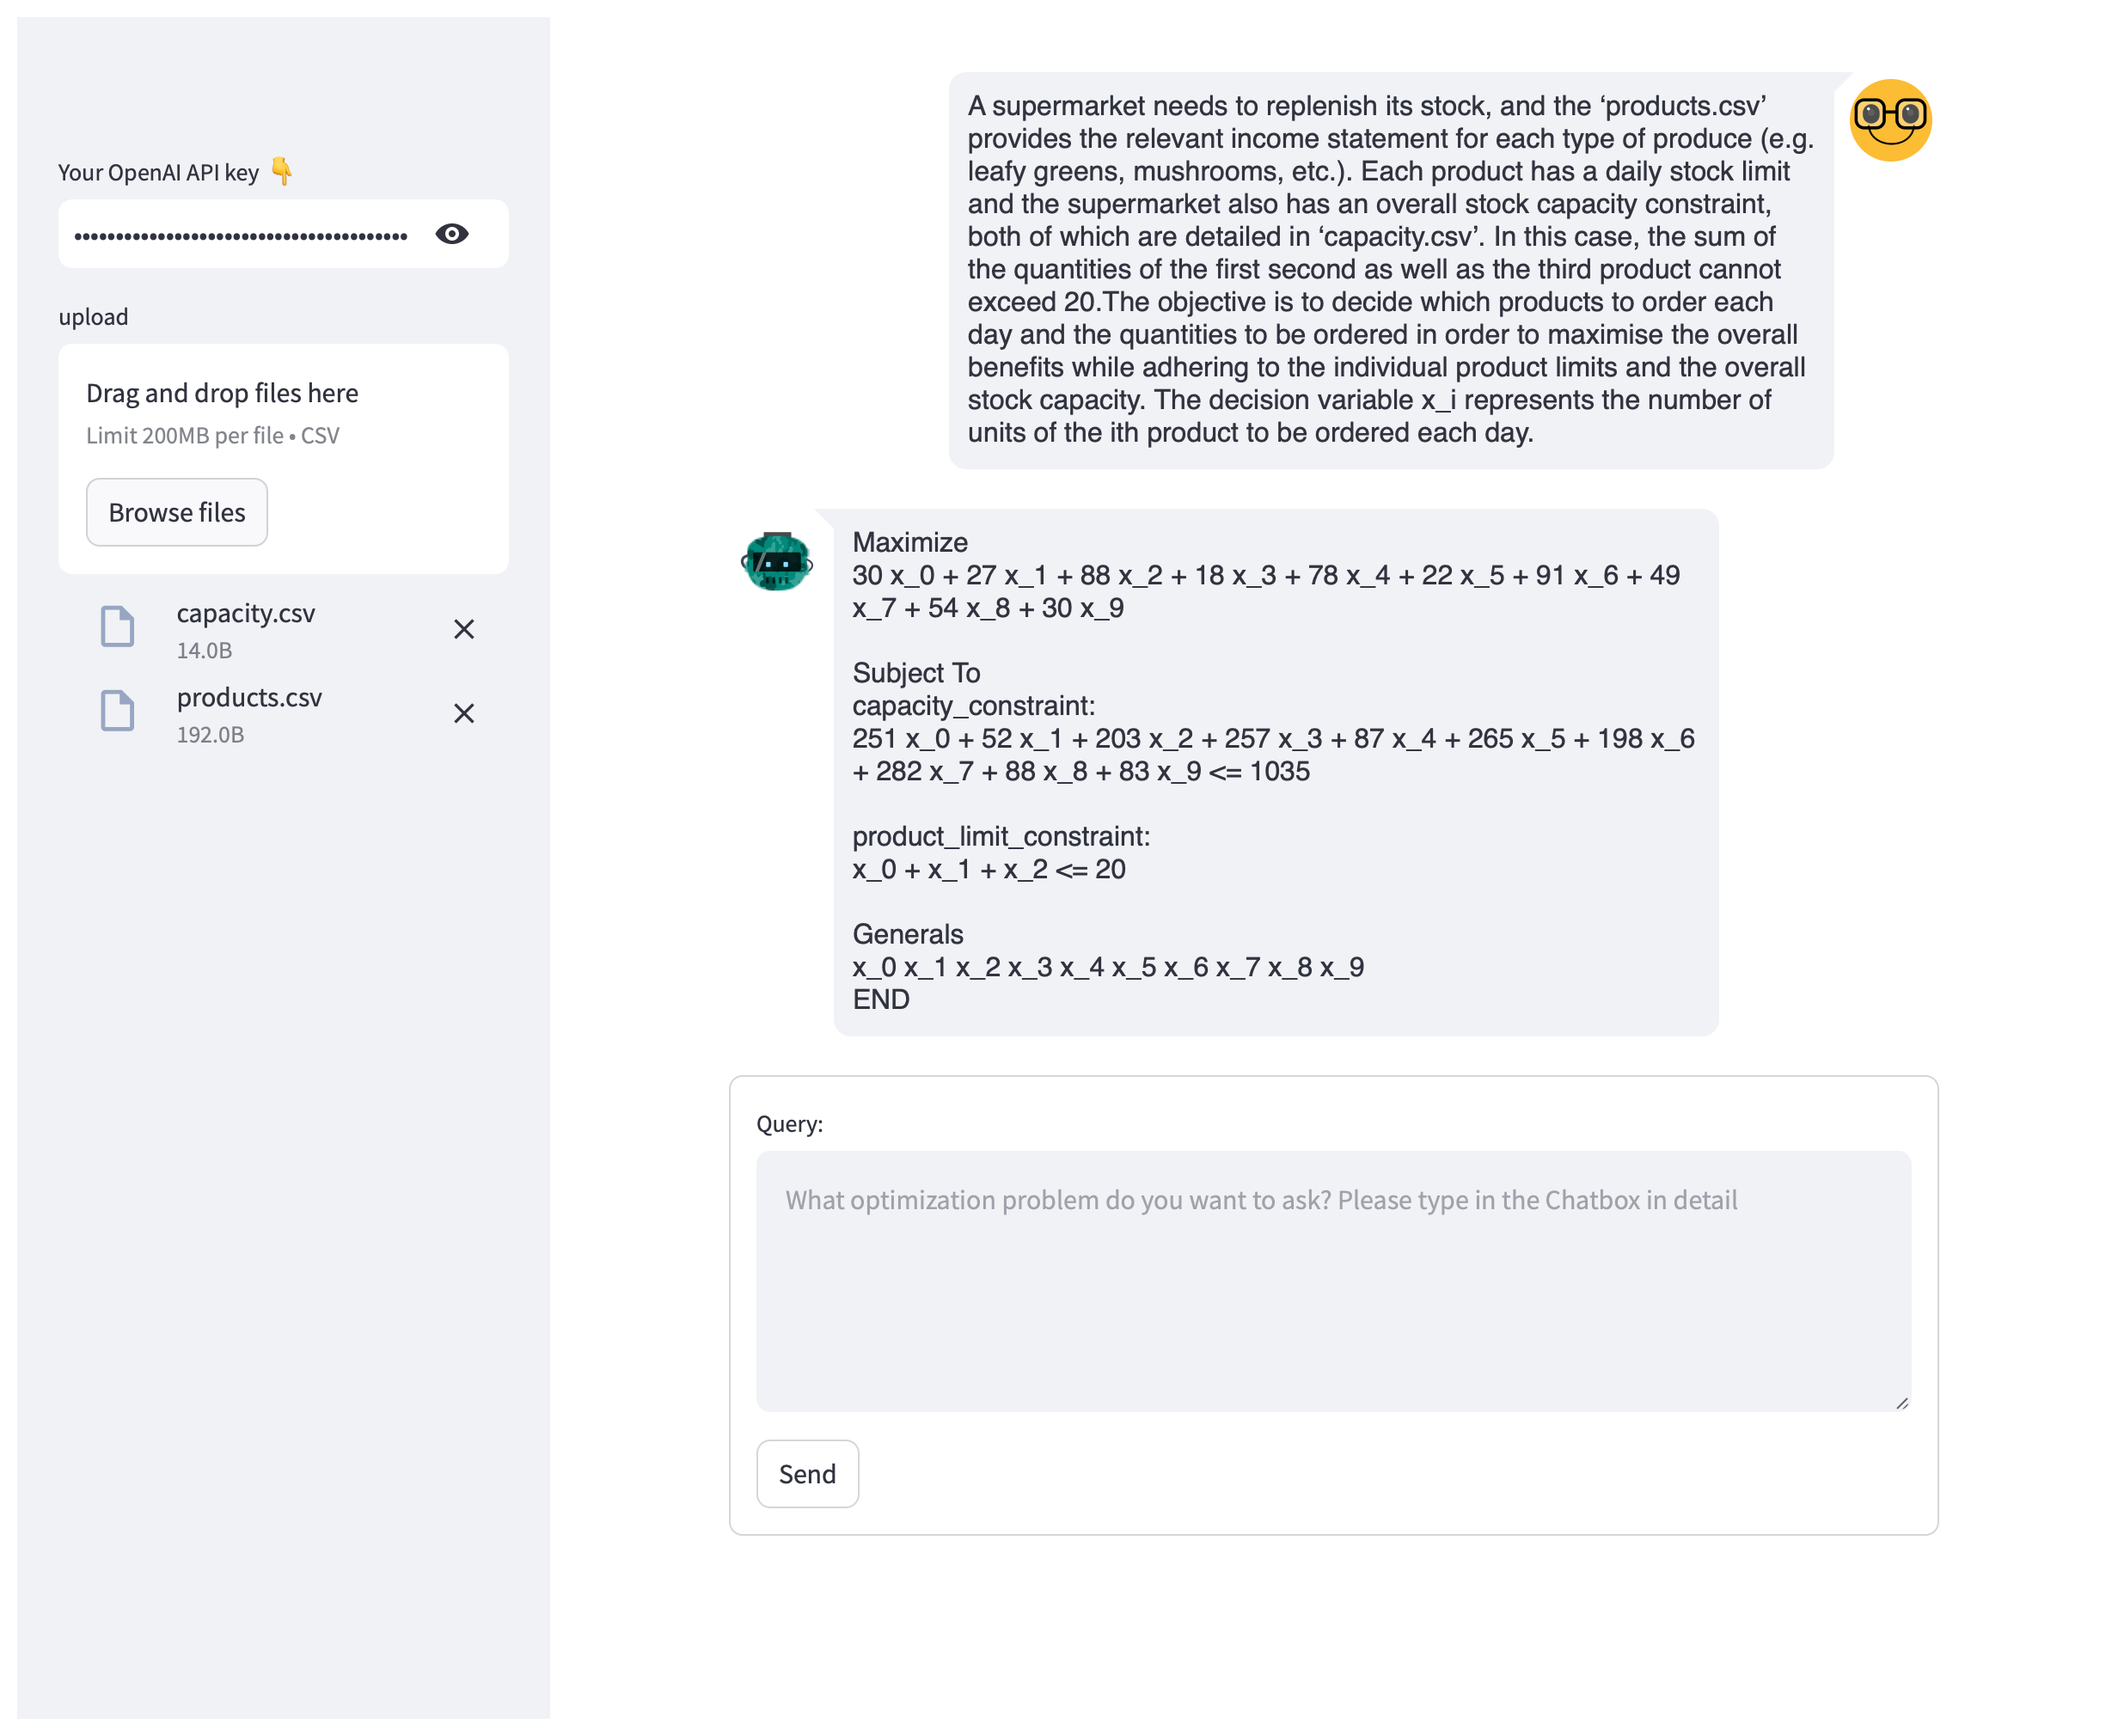 Your OpenAI API key 👇
••••••••••••••••••••••••••••••••••••••••
upload
Drag and drop files here
Limit 200MB per file • CSV
Browse files
capacity.csv
14.0B
products.csv
192.0B
A supermarket needs to replenish its stock, and the ‘products.csv’
provides the relevant income statement for each type of produce (e.g.
leafy greens, mushrooms, etc.). Each product has a daily stock limit
and the supermarket also has an overall stock capacity constraint,
both of which are detailed in ‘capacity.csv’. In this case, the sum of
the quantities of the first second as well as the third product cannot
exceed 20.The objective is to decide which products to order each
day and the quantities to be ordered in order to maximise the overall
benefits while adhering to the individual product limits and the overall
stock capacity. The decision variable x_i represents the number of
units of the ith product to be ordered each day.
Maximize
30 x_0 + 27 x_1 + 88 x_2 + 18 x_3 + 78 x_4 + 22 x_5 + 91 x_6 + 49
x_7 + 54 x_8 + 30 x_9
Subject To
capacity_constraint:
251 x_0 + 52 x_1 + 203 x_2 + 257 x_3 + 87 x_4 + 265 x_5 + 198 x_6
+ 282 x_7 + 88 x_8 + 83 x_9 <= 1035
product_limit_constraint:
x_0 + x_1 + x_2 <= 20
Generals
x_0 x_1 x_2 x_3 x_4 x_5 x_6 x_7 x_8 x_9
END
Query:
What optimization problem do you want to ask? Please type in the Chatbox in detail
Send